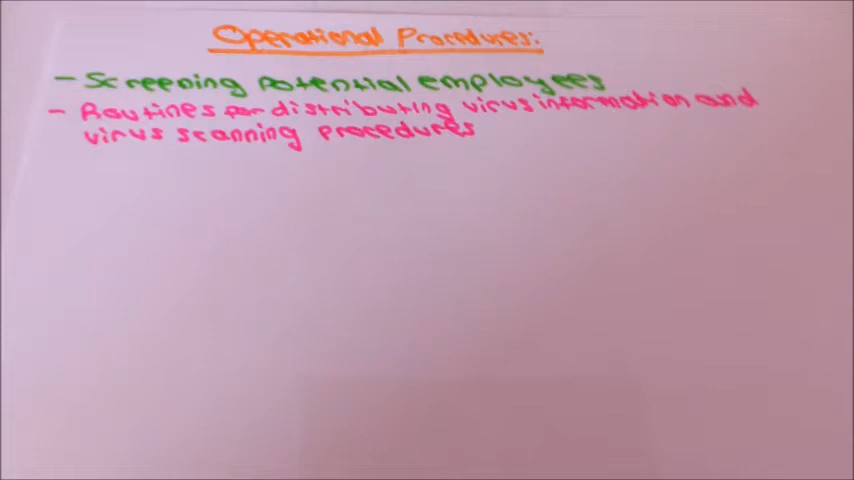 Operational Procedures:
- Screening potential employees
- Routines for distributing virus information and
virus scanning procedures